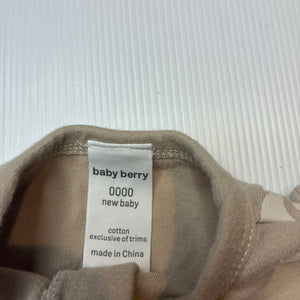 baby berry
0000
new baby
cotton
exclusive of trims
made in China